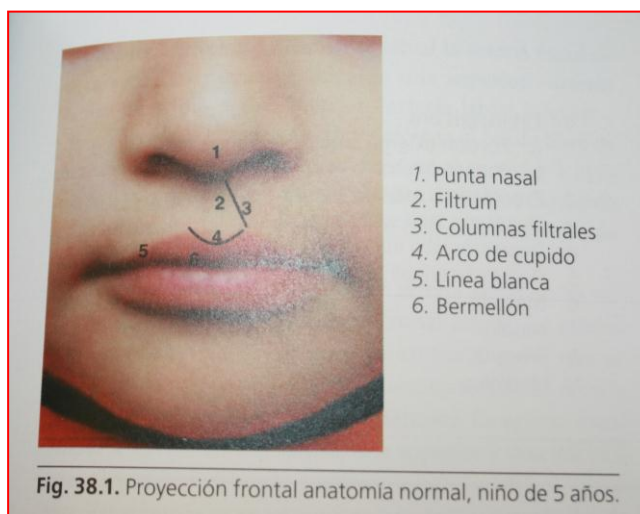 1
2
3
4
5
6
1. Punta nasal
2. Filtrum
3. Columnas filtrales
4. Arco de cupido
5. Línea blanca
6. Bermellón
Fig. 38.1. Proyección frontal anatomía normal, niño de 5 años.